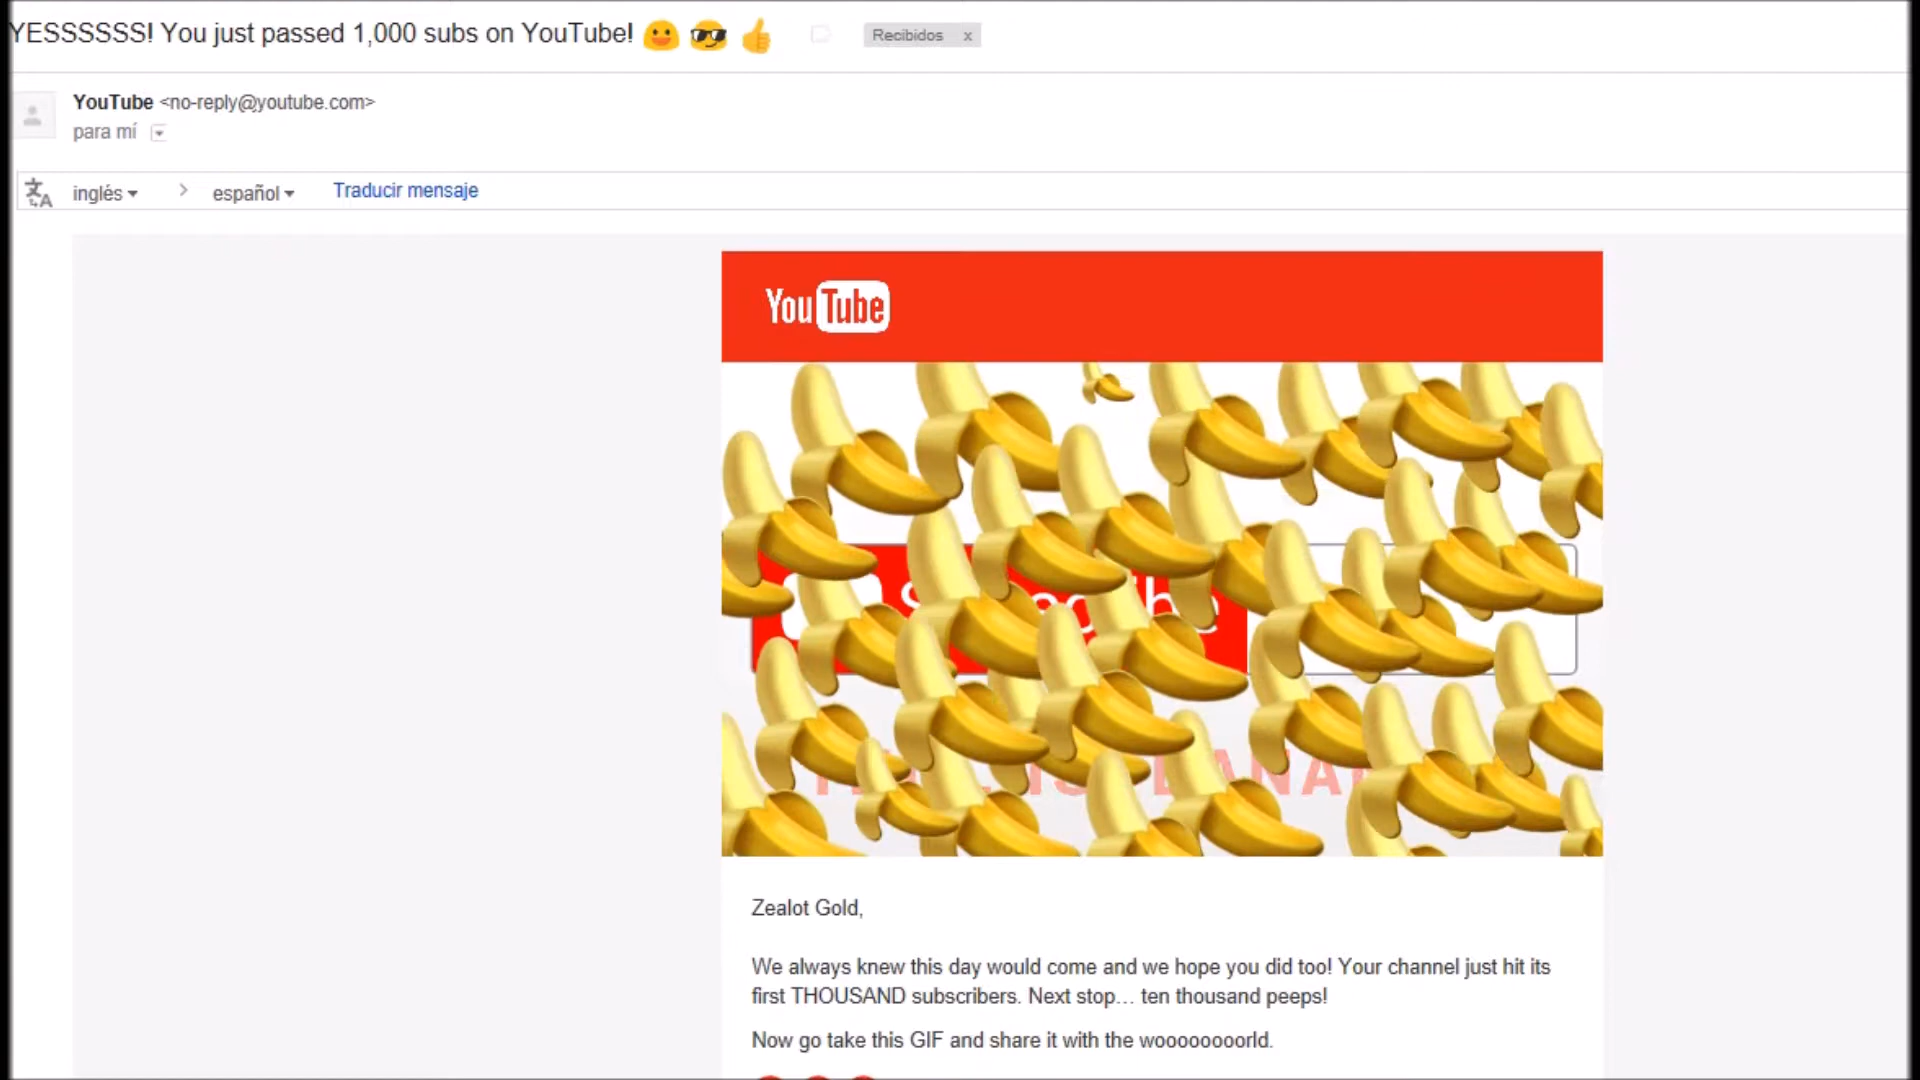 YESSSSSS! You just passed 1,000 subs on YouTube! 😀 😎 👍 Recibidos x
YouTube <no-reply@youtube.com>
para mí
inglés > español Traducir mensaje
YouTube
Zealot Gold,
We always knew this day would come and we hope you did too! Your channel just hit its
first THOUSAND subscribers. Next stop... ten thousand peeps!
Now go take this GIF and share it with the woooooooorld.